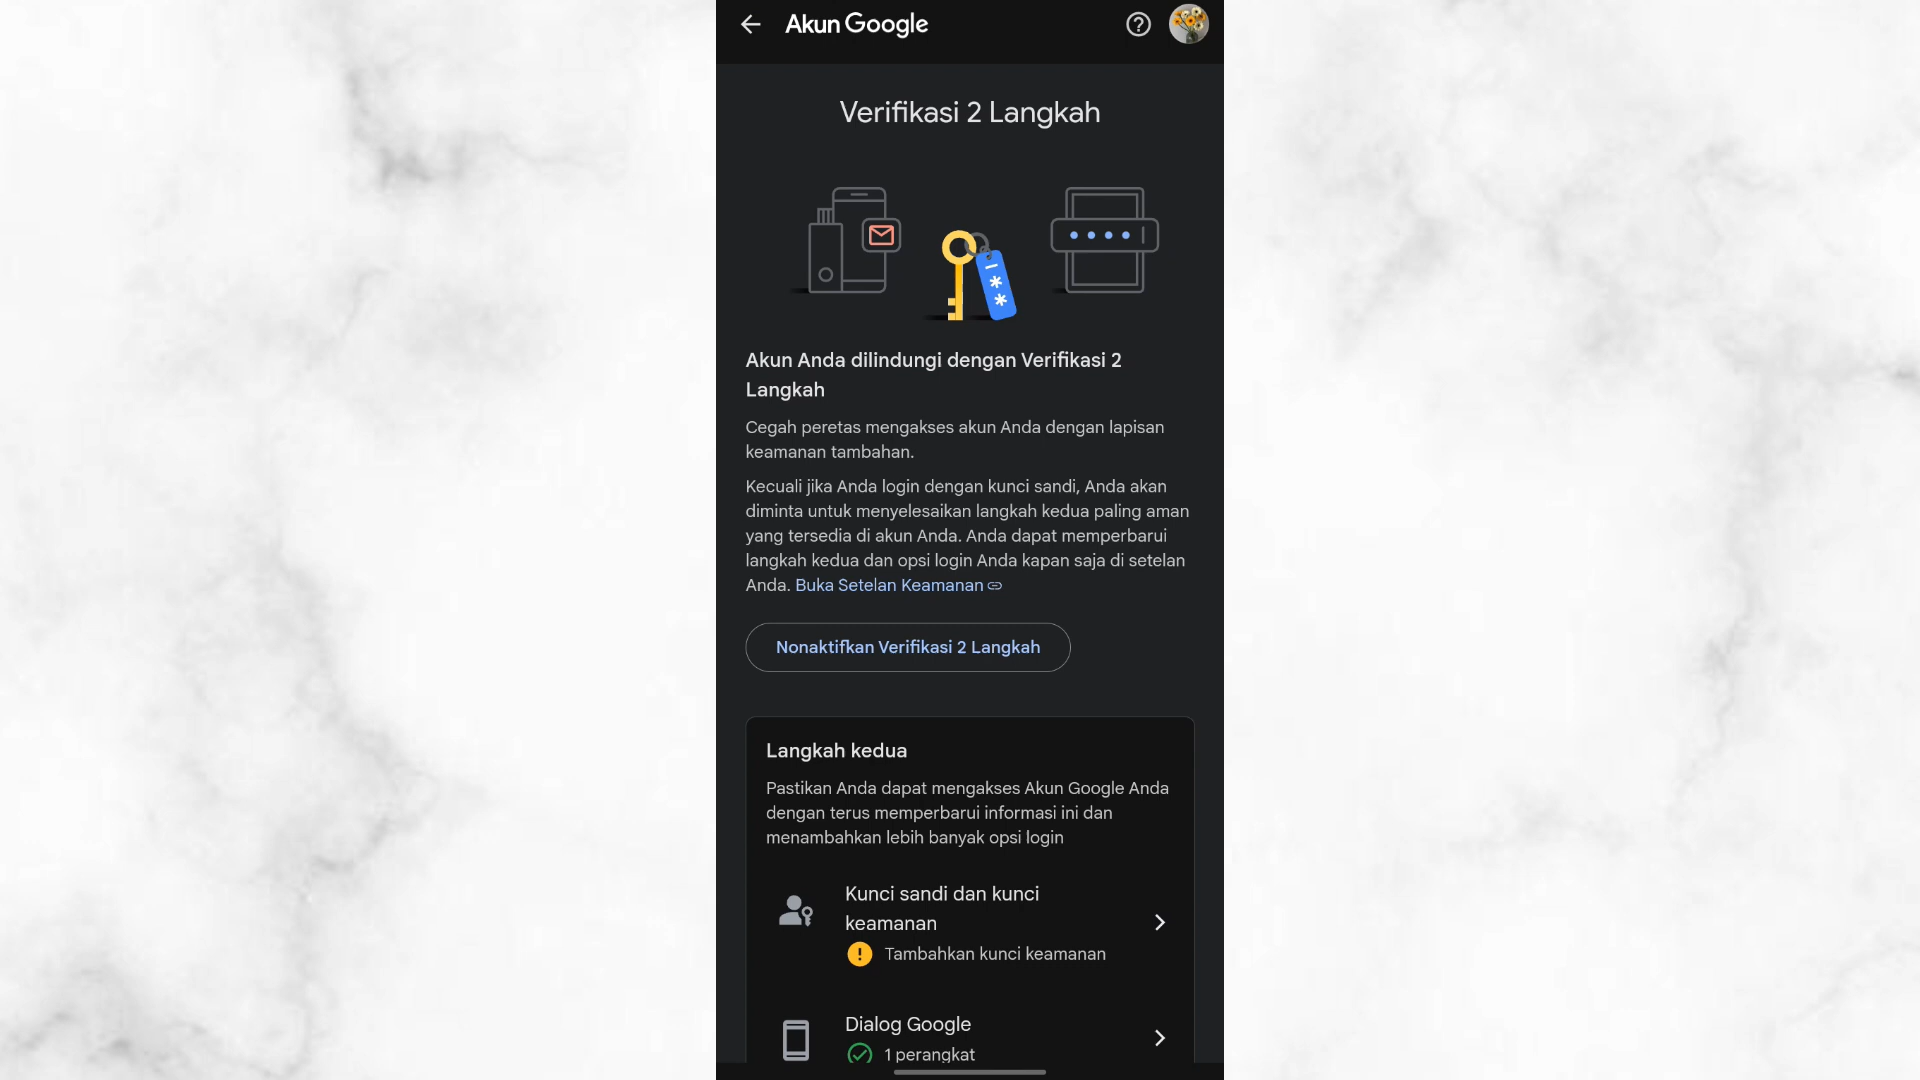 Akun Google
Verifikasi 2 Langkah
Akun Anda dilindungi dengan Verifikasi 2
Langkah
Cegah peretas mengakses akun Anda dengan lapisan
keamanan tambahan.
Kecuali jika Anda login dengan kunci sandi, Anda akan
diminta untuk menyelesaikan langkah kedua paling aman
yang tersedia di akun Anda. Anda dapat memperbarui
langkah kedua dan opsi login Anda kapan saja di setelan
Anda. Buka Setelan Keamanan
Nonaktifkan Verifikasi 2 Langkah
Langkah kedua
Pastikan Anda dapat mengakses Akun Google Anda
dengan terus memperbarui informasi ini dan
menambahkan lebih banyak opsi login
Kunci sandi dan kunci
keamanan
Tambahkan kunci keamanan
Dialog Google
1 perangkat